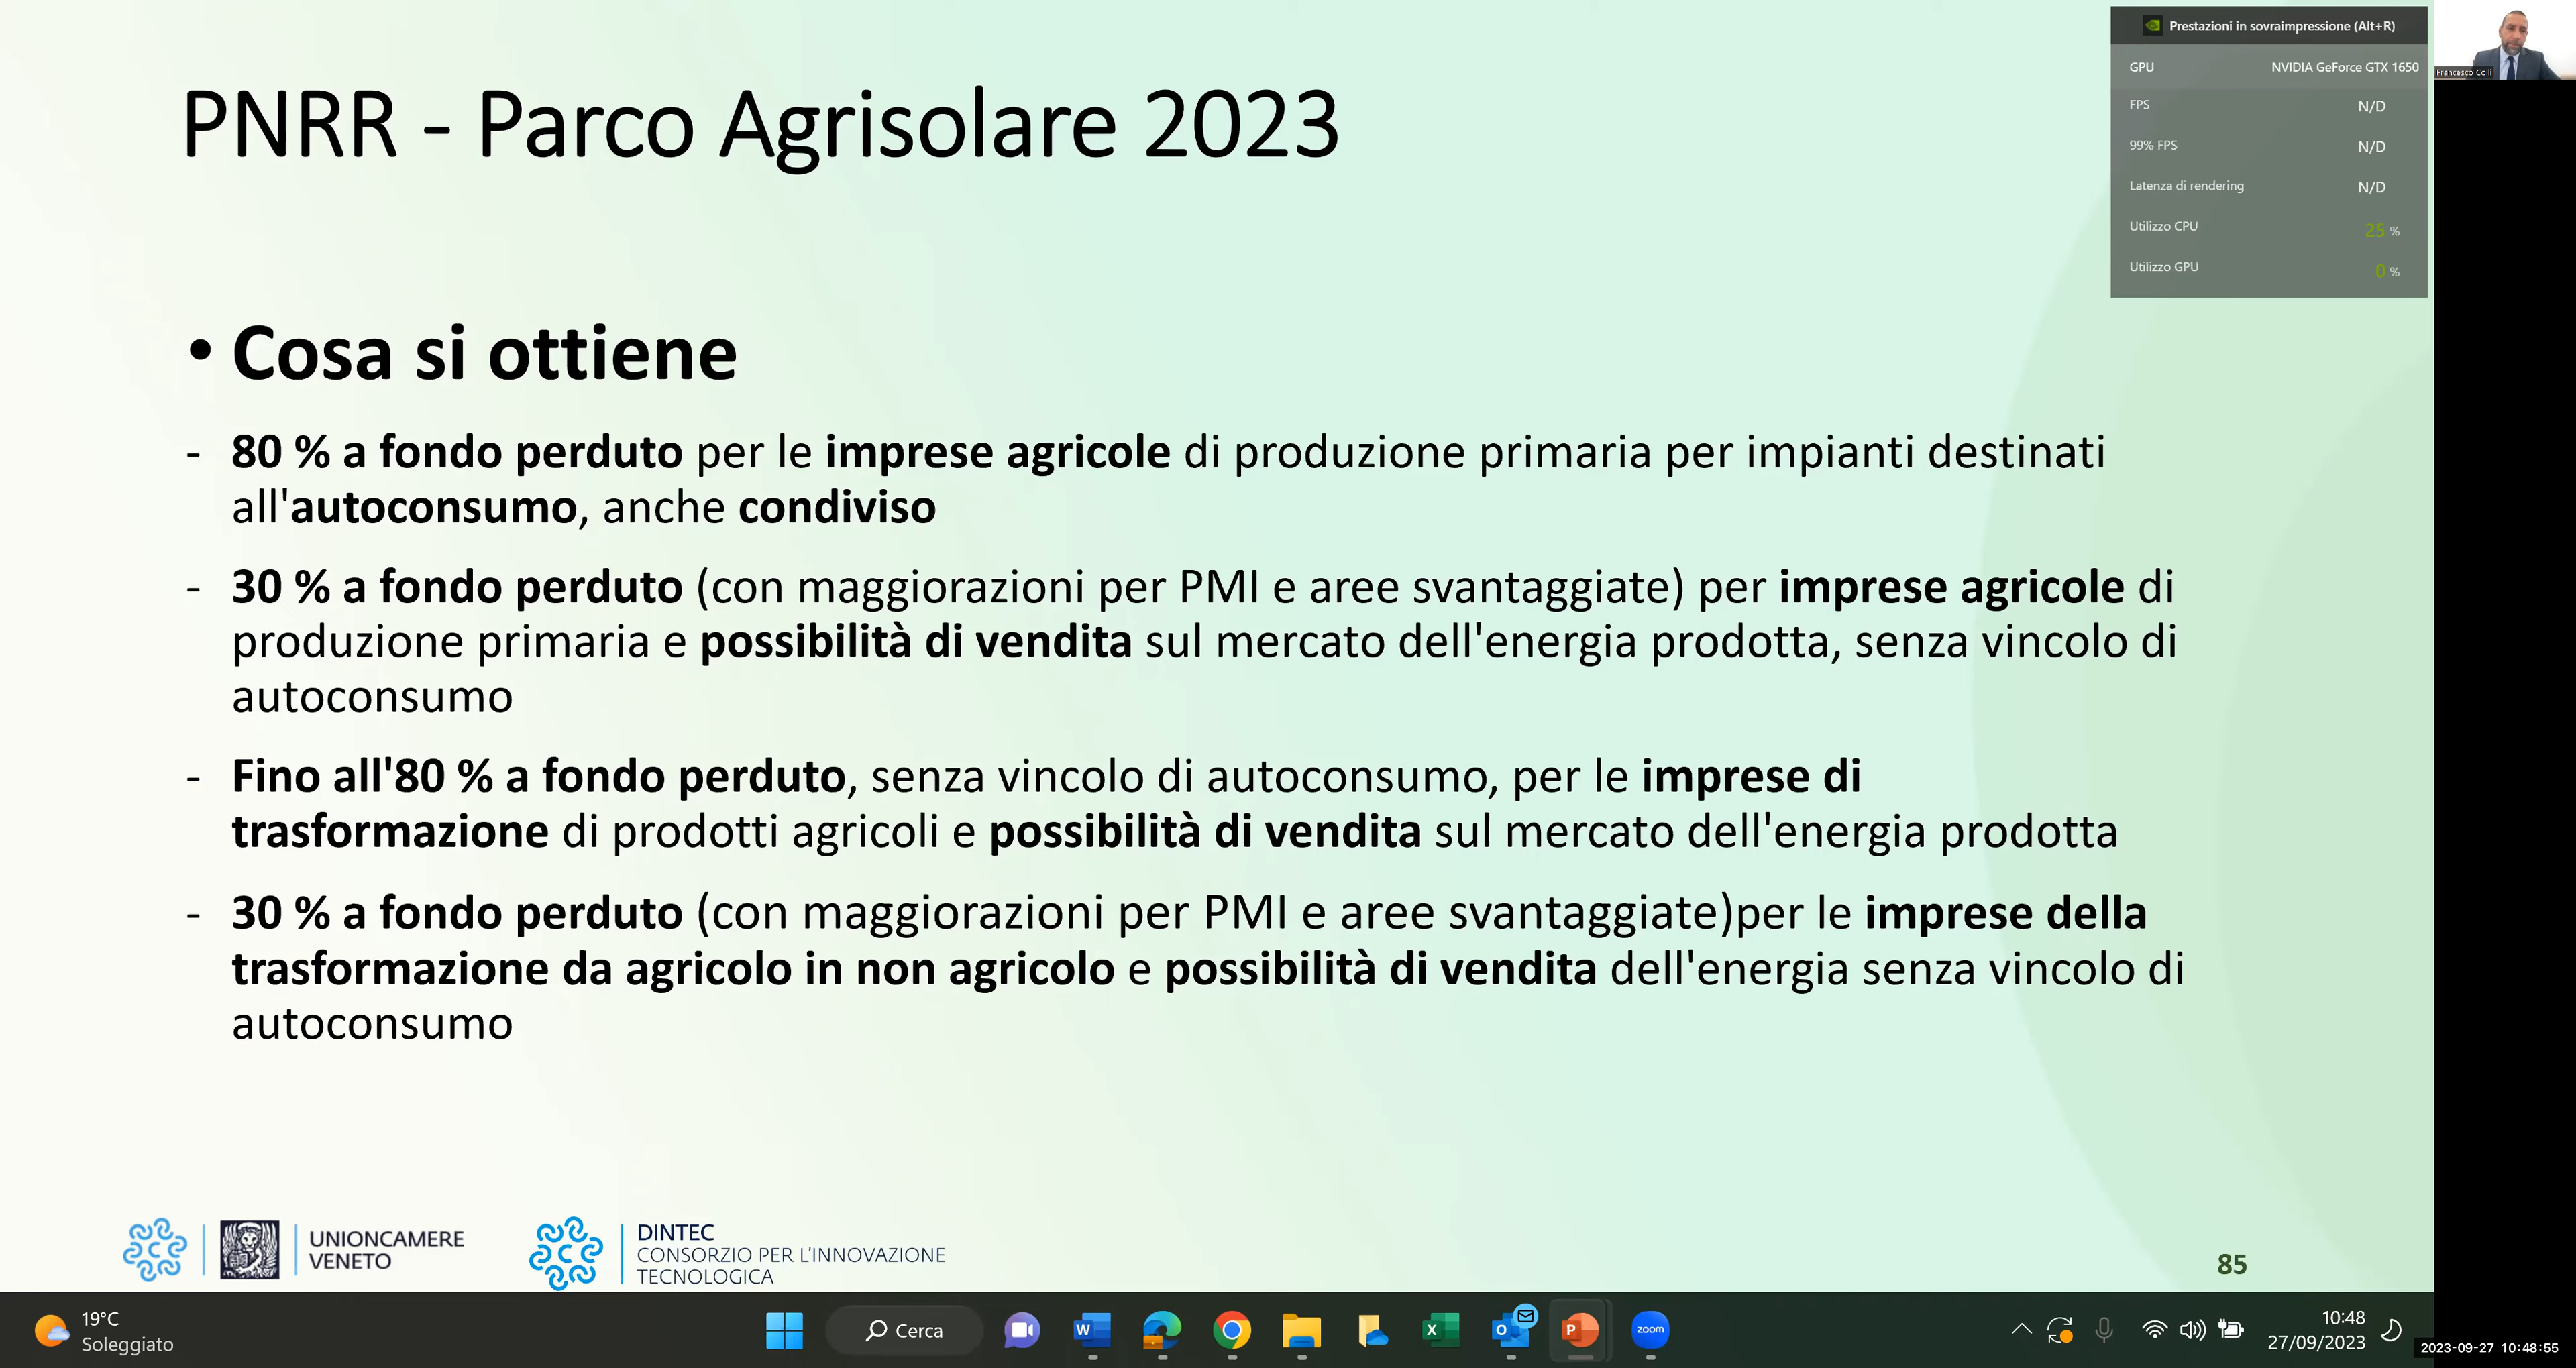 PNRR - Parco Agrisolare 2023
• Cosa si ottiene
- 80 % a fondo perduto per le imprese agricole di produzione primaria per impianti destinati
all'autoconsumo, anche condiviso
- 30 % a fondo perduto (con maggiorazioni per PMI e aree svantaggiate) per imprese agricole di
produzione primaria e possibilità di vendita sul mercato dell'energia prodotta, senza vincolo di
autoconsumo
- Fino all'80 % a fondo perduto, senza vincolo di autoconsumo, per le imprese di
trasformazione di prodotti agricoli e possibilità di vendita sul mercato dell'energia prodotta
- 30 % a fondo perduto (con maggiorazioni per PMI e aree svantaggiate)per le imprese della
trasformazione da agricolo in non agricolo e possibilità di vendita dell'energia senza vincolo di
autoconsumo
UNIONCAMERE
VENETO
DINTEC
CONSORZIO PER L'INNOVAZIONE
TECNOLOGICA
85
Prestazioni in sovraimpressione (Alt+R)
GPU NVIDIA GeForce GTX 1650
FPS N/D
99% FPS N/D
Latenza di rendering N/D
Utilizzo CPU 25 %
Utilizzo GPU 0 %
Francesco Colli
19°C
Soleggiato
Cerca
W
X
O
P
zoom
10:48
27/09/2023
2023-09-27 10:48:55